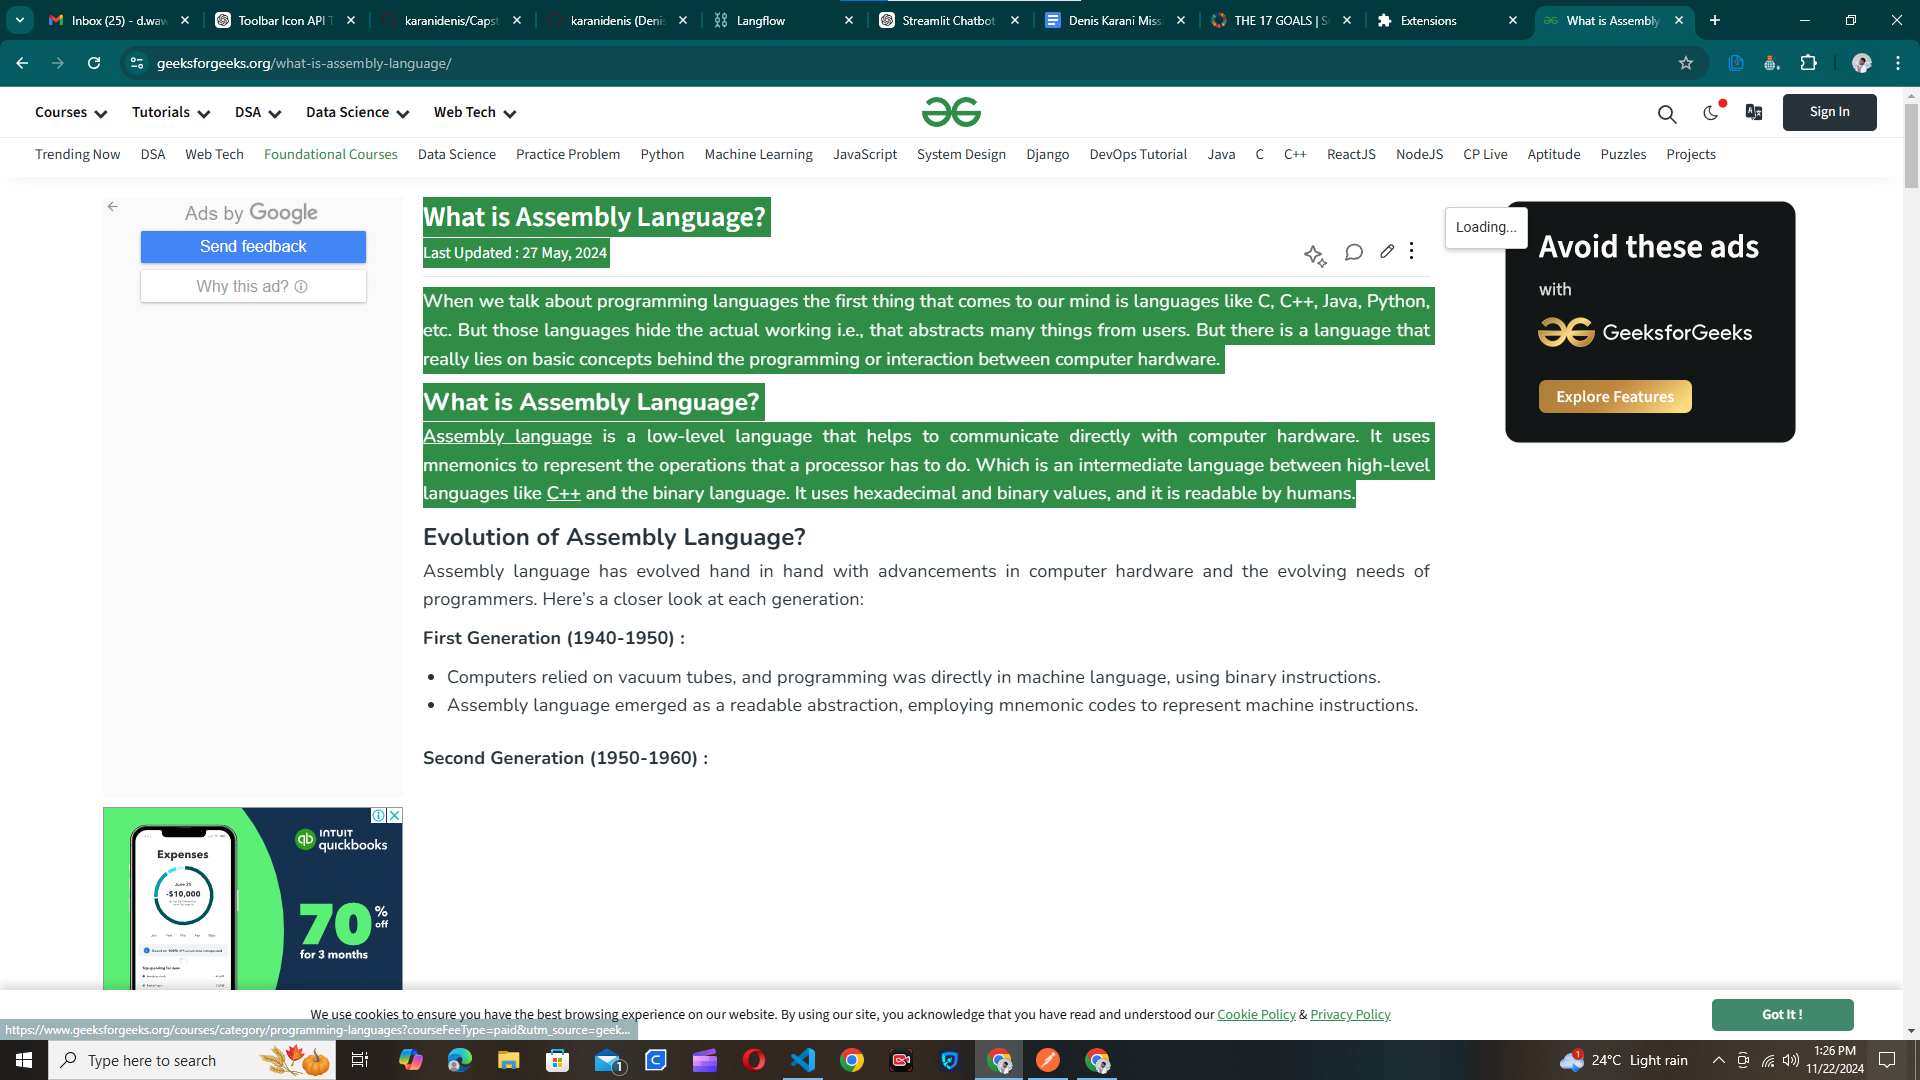 Inbox (25) - d.waw
Toolbar Icon API T
karanidenis/Capst
karanidenis (Denis
Langflow
Streamlit Chatbot
Denis Karani Missi
THE 17 GOALS | S
Extensions
What is Assembly
geeksforgeeks.org/what-is-assembly-language/
Courses Tutorials DSA Data Science Web Tech
Sign In
Trending Now DSA Web Tech Foundational Courses Data Science Practice Problem Python Machine Learning JavaScript System Design Django DevOps Tutorial Java C C++ ReactJS NodeJS CP Live Aptitude Puzzles Projects
Ads by Google
Send feedback
Why this ad?
What is Assembly Language?
Last Updated : 27 May, 2024
When we talk about programming languages the first thing that comes to our mind is languages like C, C++, Java, Python,
etc. But those languages hide the actual working i.e., that abstracts many things from users. But there is a language that
really lies on basic concepts behind the programming or interaction between computer hardware.
What is Assembly Language?
Assembly language is a low-level language that helps to communicate directly with computer hardware. It uses
mnemonics to represent the operations that a processor has to do. Which is an intermediate language between high-level
languages like C++ and the binary language. It uses hexadecimal and binary values, and it is readable by humans.
Evolution of Assembly Language?
Assembly language has evolved hand in hand with advancements in computer hardware and the evolving needs of
programmers. Here’s a closer look at each generation:
First Generation (1940-1950) :
Computers relied on vacuum tubes, and programming was directly in machine language, using binary instructions.
Assembly language emerged as a readable abstraction, employing mnemonic codes to represent machine instructions.
Second Generation (1950-1960) :
Loading...
Avoid these ads
with
GeeksforGeeks
Explore Features
INTUIT
quickbooks
Expenses
-$10,000
70% off
for 3 months
We use cookies to ensure you have the best browsing experience on our website. By using our site, you acknowledge that you have read and understood our Cookie Policy & Privacy Policy
Got It !
https://www.geeksforgeeks.org/courses/category/programming-languages?courseFeeType=paid&utm_source=geek...
Type here to search
1
1
24°C Light rain
1:26 PM
11/22/2024